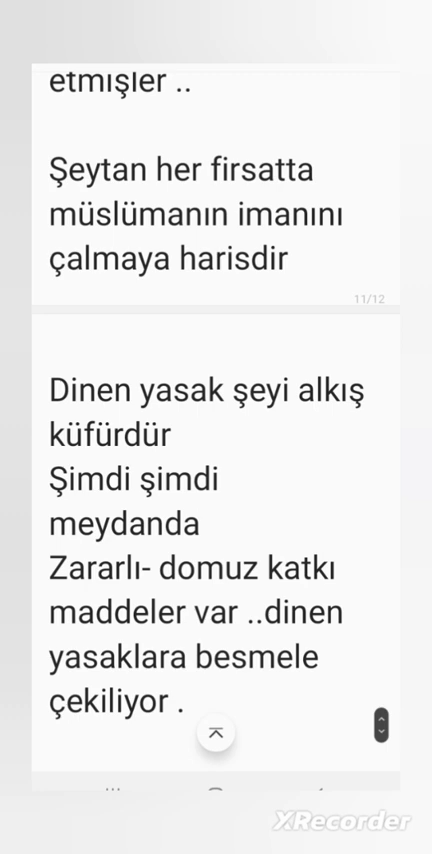 etmişler ..
Şeytan her firsatta
müslümanın imanını
çalmaya harisdir
11/12
Dinen yasak şeyi alkış
küfürdür
Şimdi şimdi
meydanda
Zararlı- domuz katkı
maddeler var ..dinen
yasaklara besmele
çekiliyor .
XRecorder